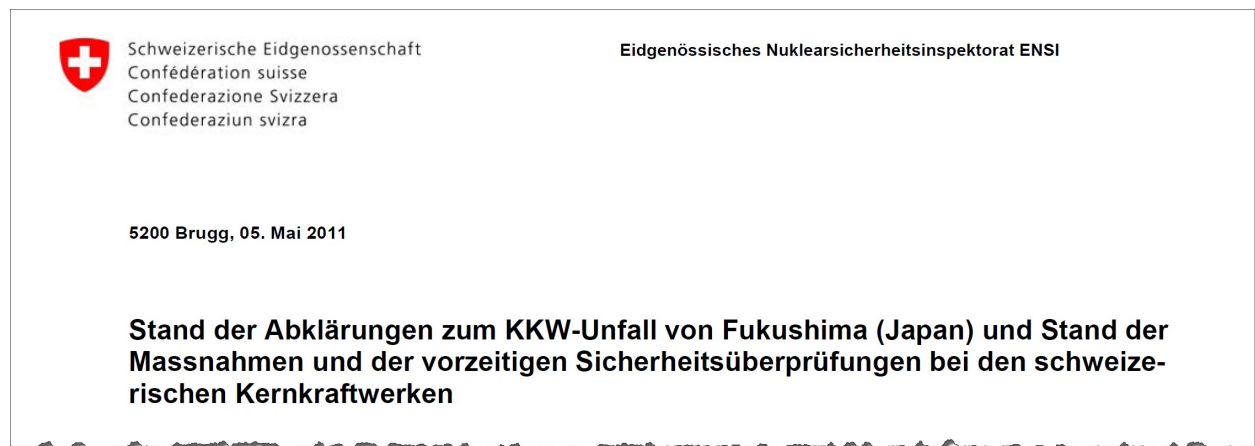 Schweizerische Eidgenossenschaft
Confédération suisse
Confederazione Svizzera
Confederaziun svizra
Eidgenössisches Nuklearsicherheitsinspektorat ENSI
5200 Brugg, 05. Mai 2011
Stand der Abklärungen zum KKW-Unfall von Fukushima (Japan) und Stand der
Massnahmen und der vorzeitigen Sicherheitsüberprüfungen bei den schweize-
rischen Kernkraftwerken